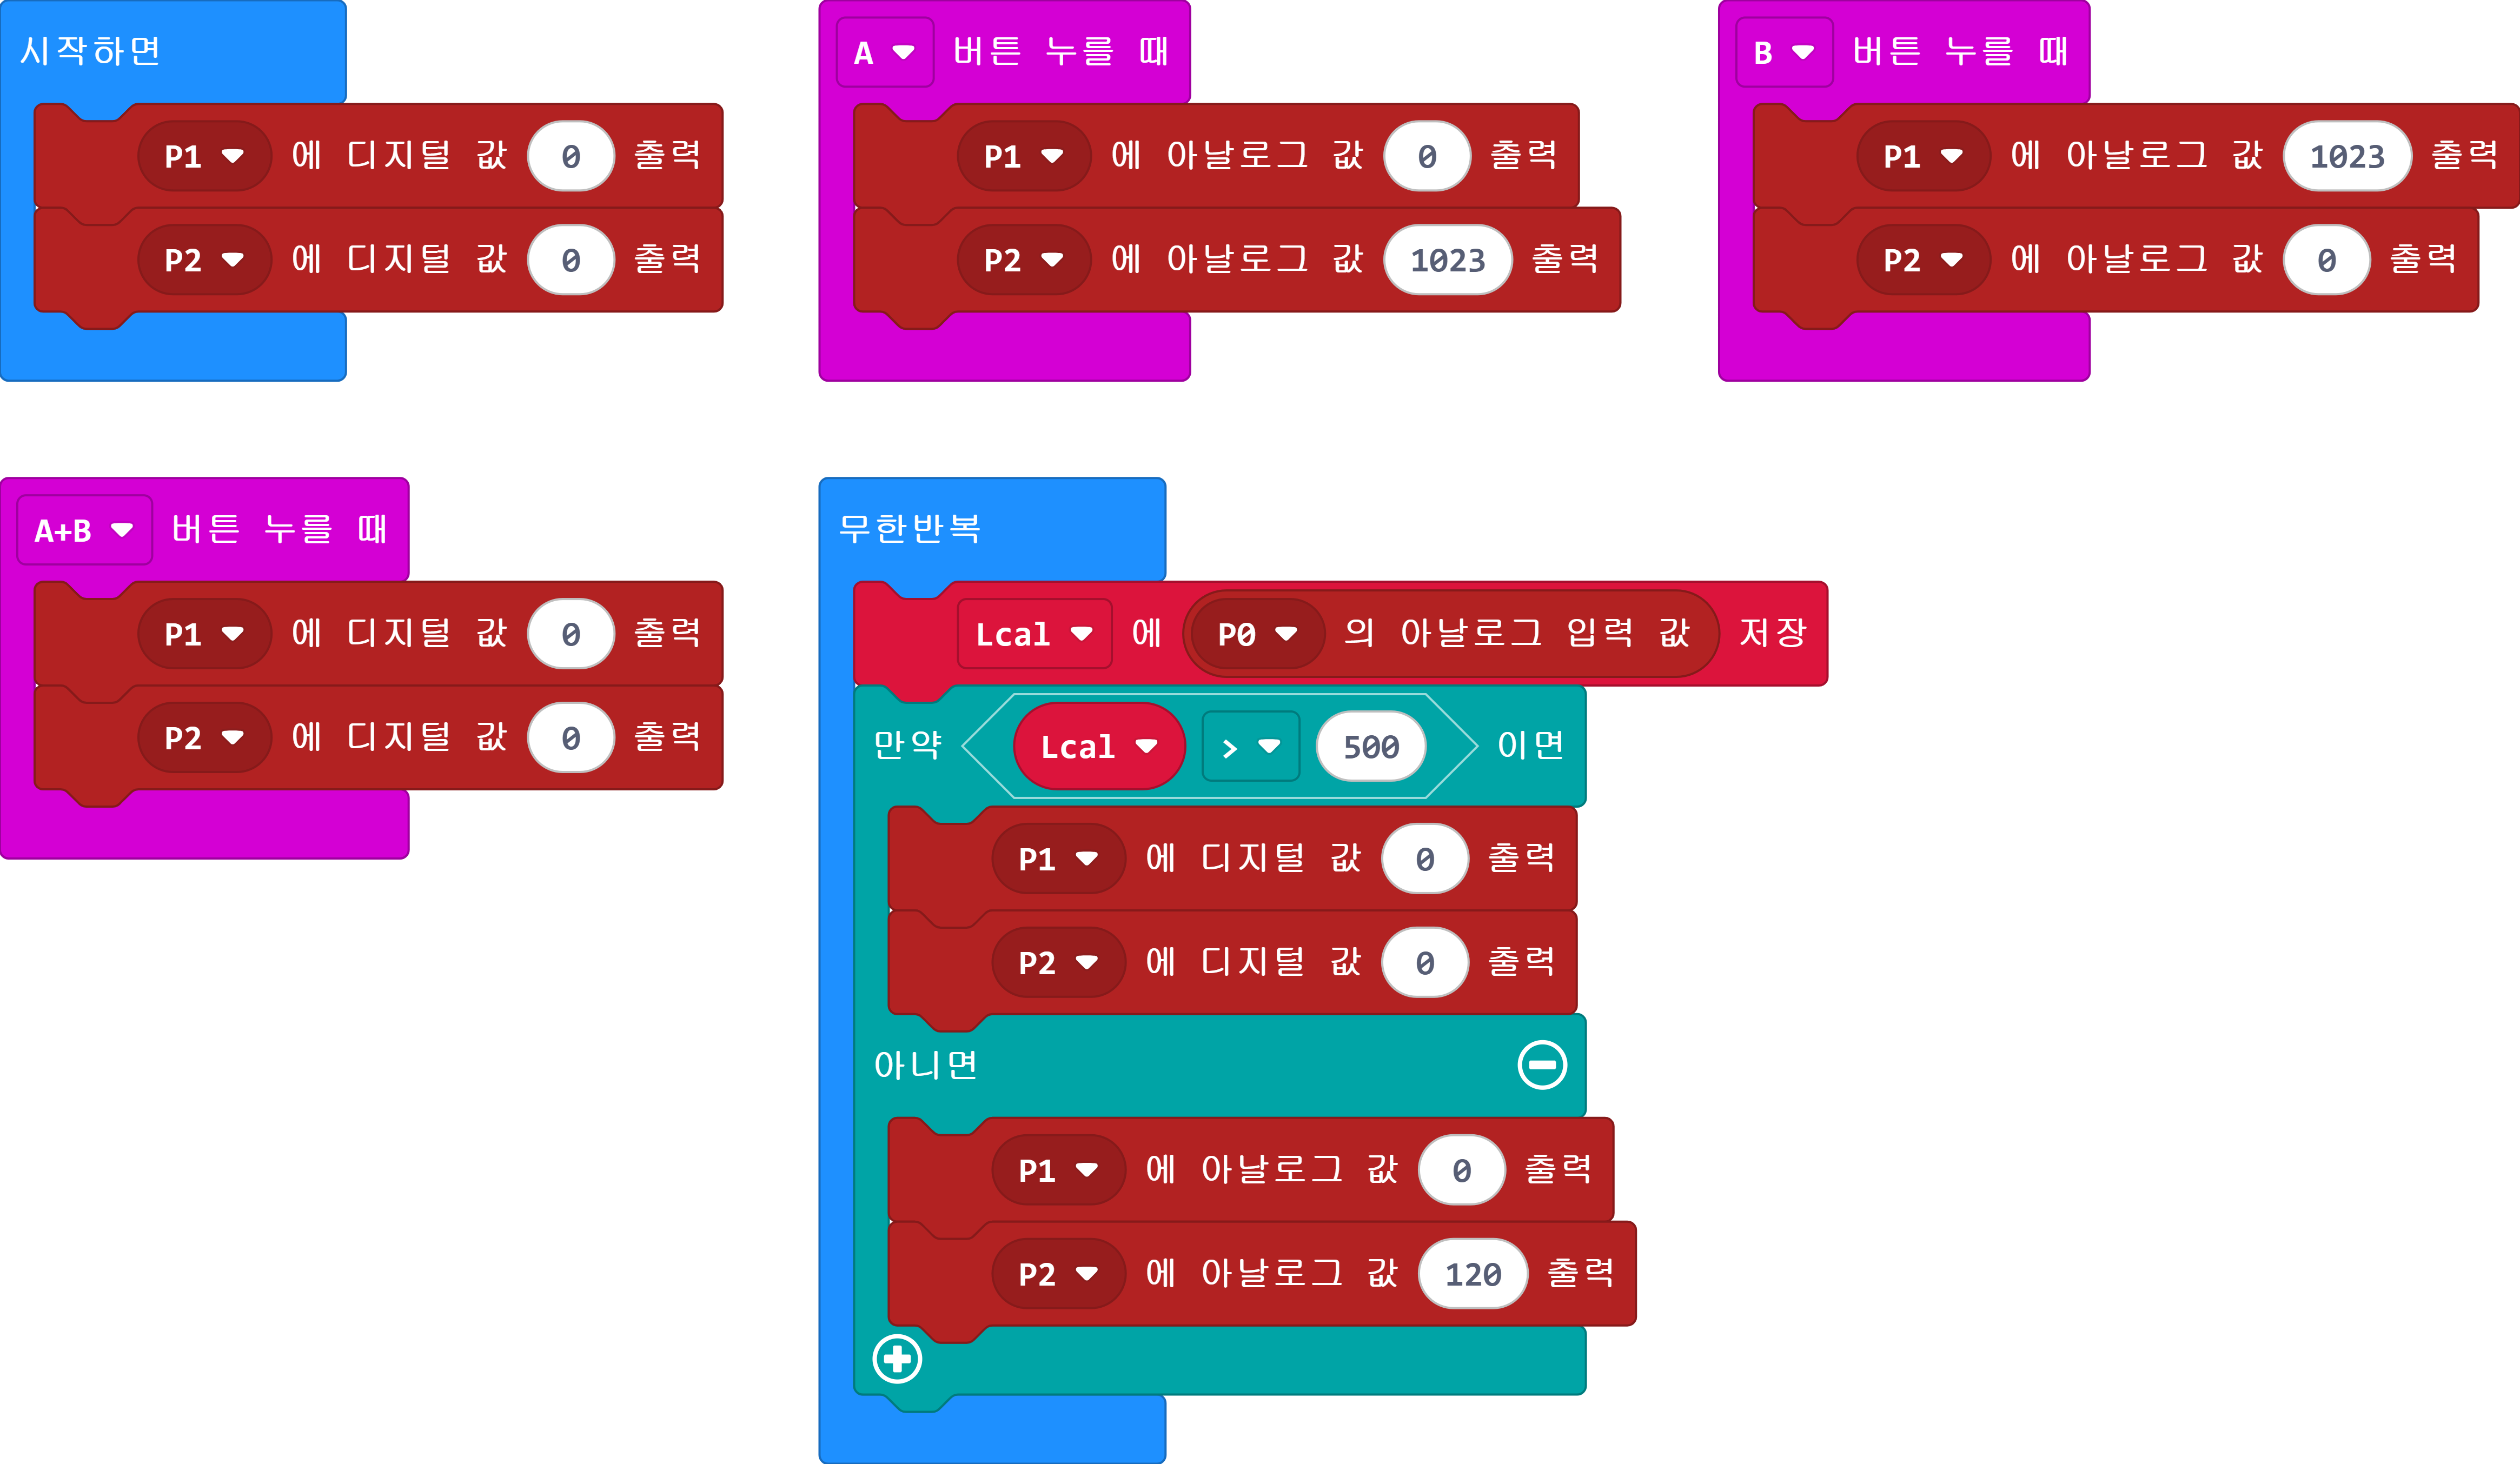 시작하면
P1 에 디지털 값 0 출력
P2 에 디지털 값 0 출력
A 버튼 누를 때
P1 에 아날로그 값 0 출력
P2 에 아날로그 값 1023 출력
B 버튼 누를 때
P1 에 아날로그 값 1023 출력
P2 에 아날로그 값 0 출력
A+B 버튼 누를 때
P1 에 디지털 값 0 출력
P2 에 디지털 값 0 출력
무한반복
Lcal 에 P0 의 아날로그 입력 값 저장
만약 Lcal > 500 이면
P1 에 디지털 값 0 출력
P2 에 디지털 값 0 출력
아니면
P1 에 아날로그 값 0 출력
P2 에 아날로그 값 120 출력